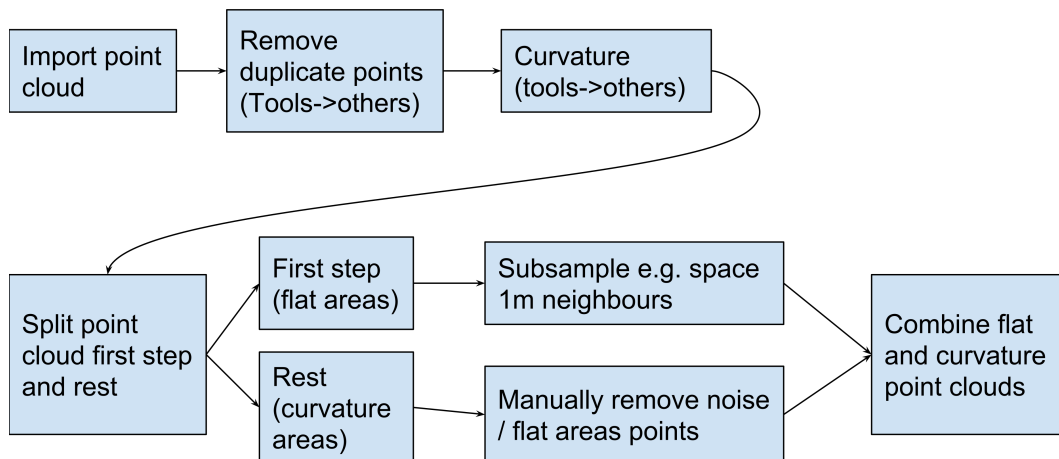 Import point
cloud
Remove
duplicate points
(Tools->others)
Curvature
(tools->others)
Split point
cloud first step
and rest
First step
(flat areas)
Subsample e.g. space
1m neighbours
Rest
(curvature
areas)
Manually remove noise
/ flat areas points
Combine flat
and curvature
point clouds